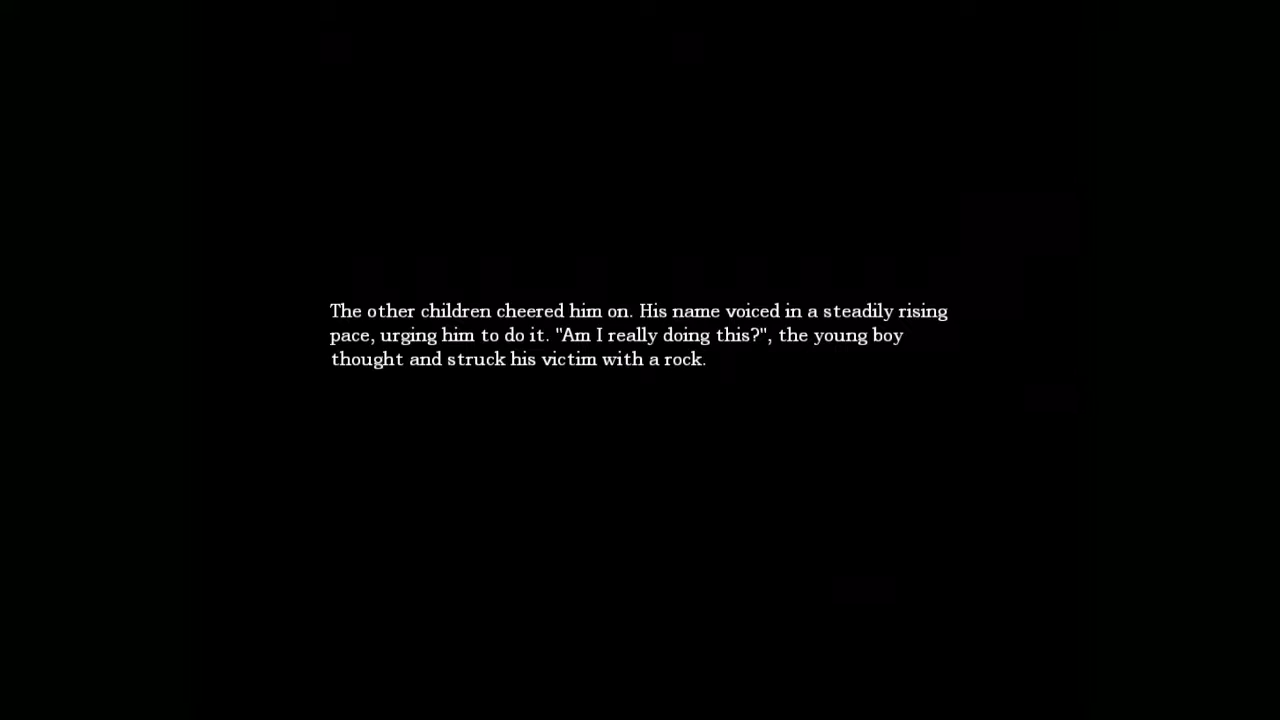 The other children cheered him on. His name voiced in a steadily rising
pace, urging him to do it. "Am I really doing this?", the young boy
thought and struck his victim with a rock.